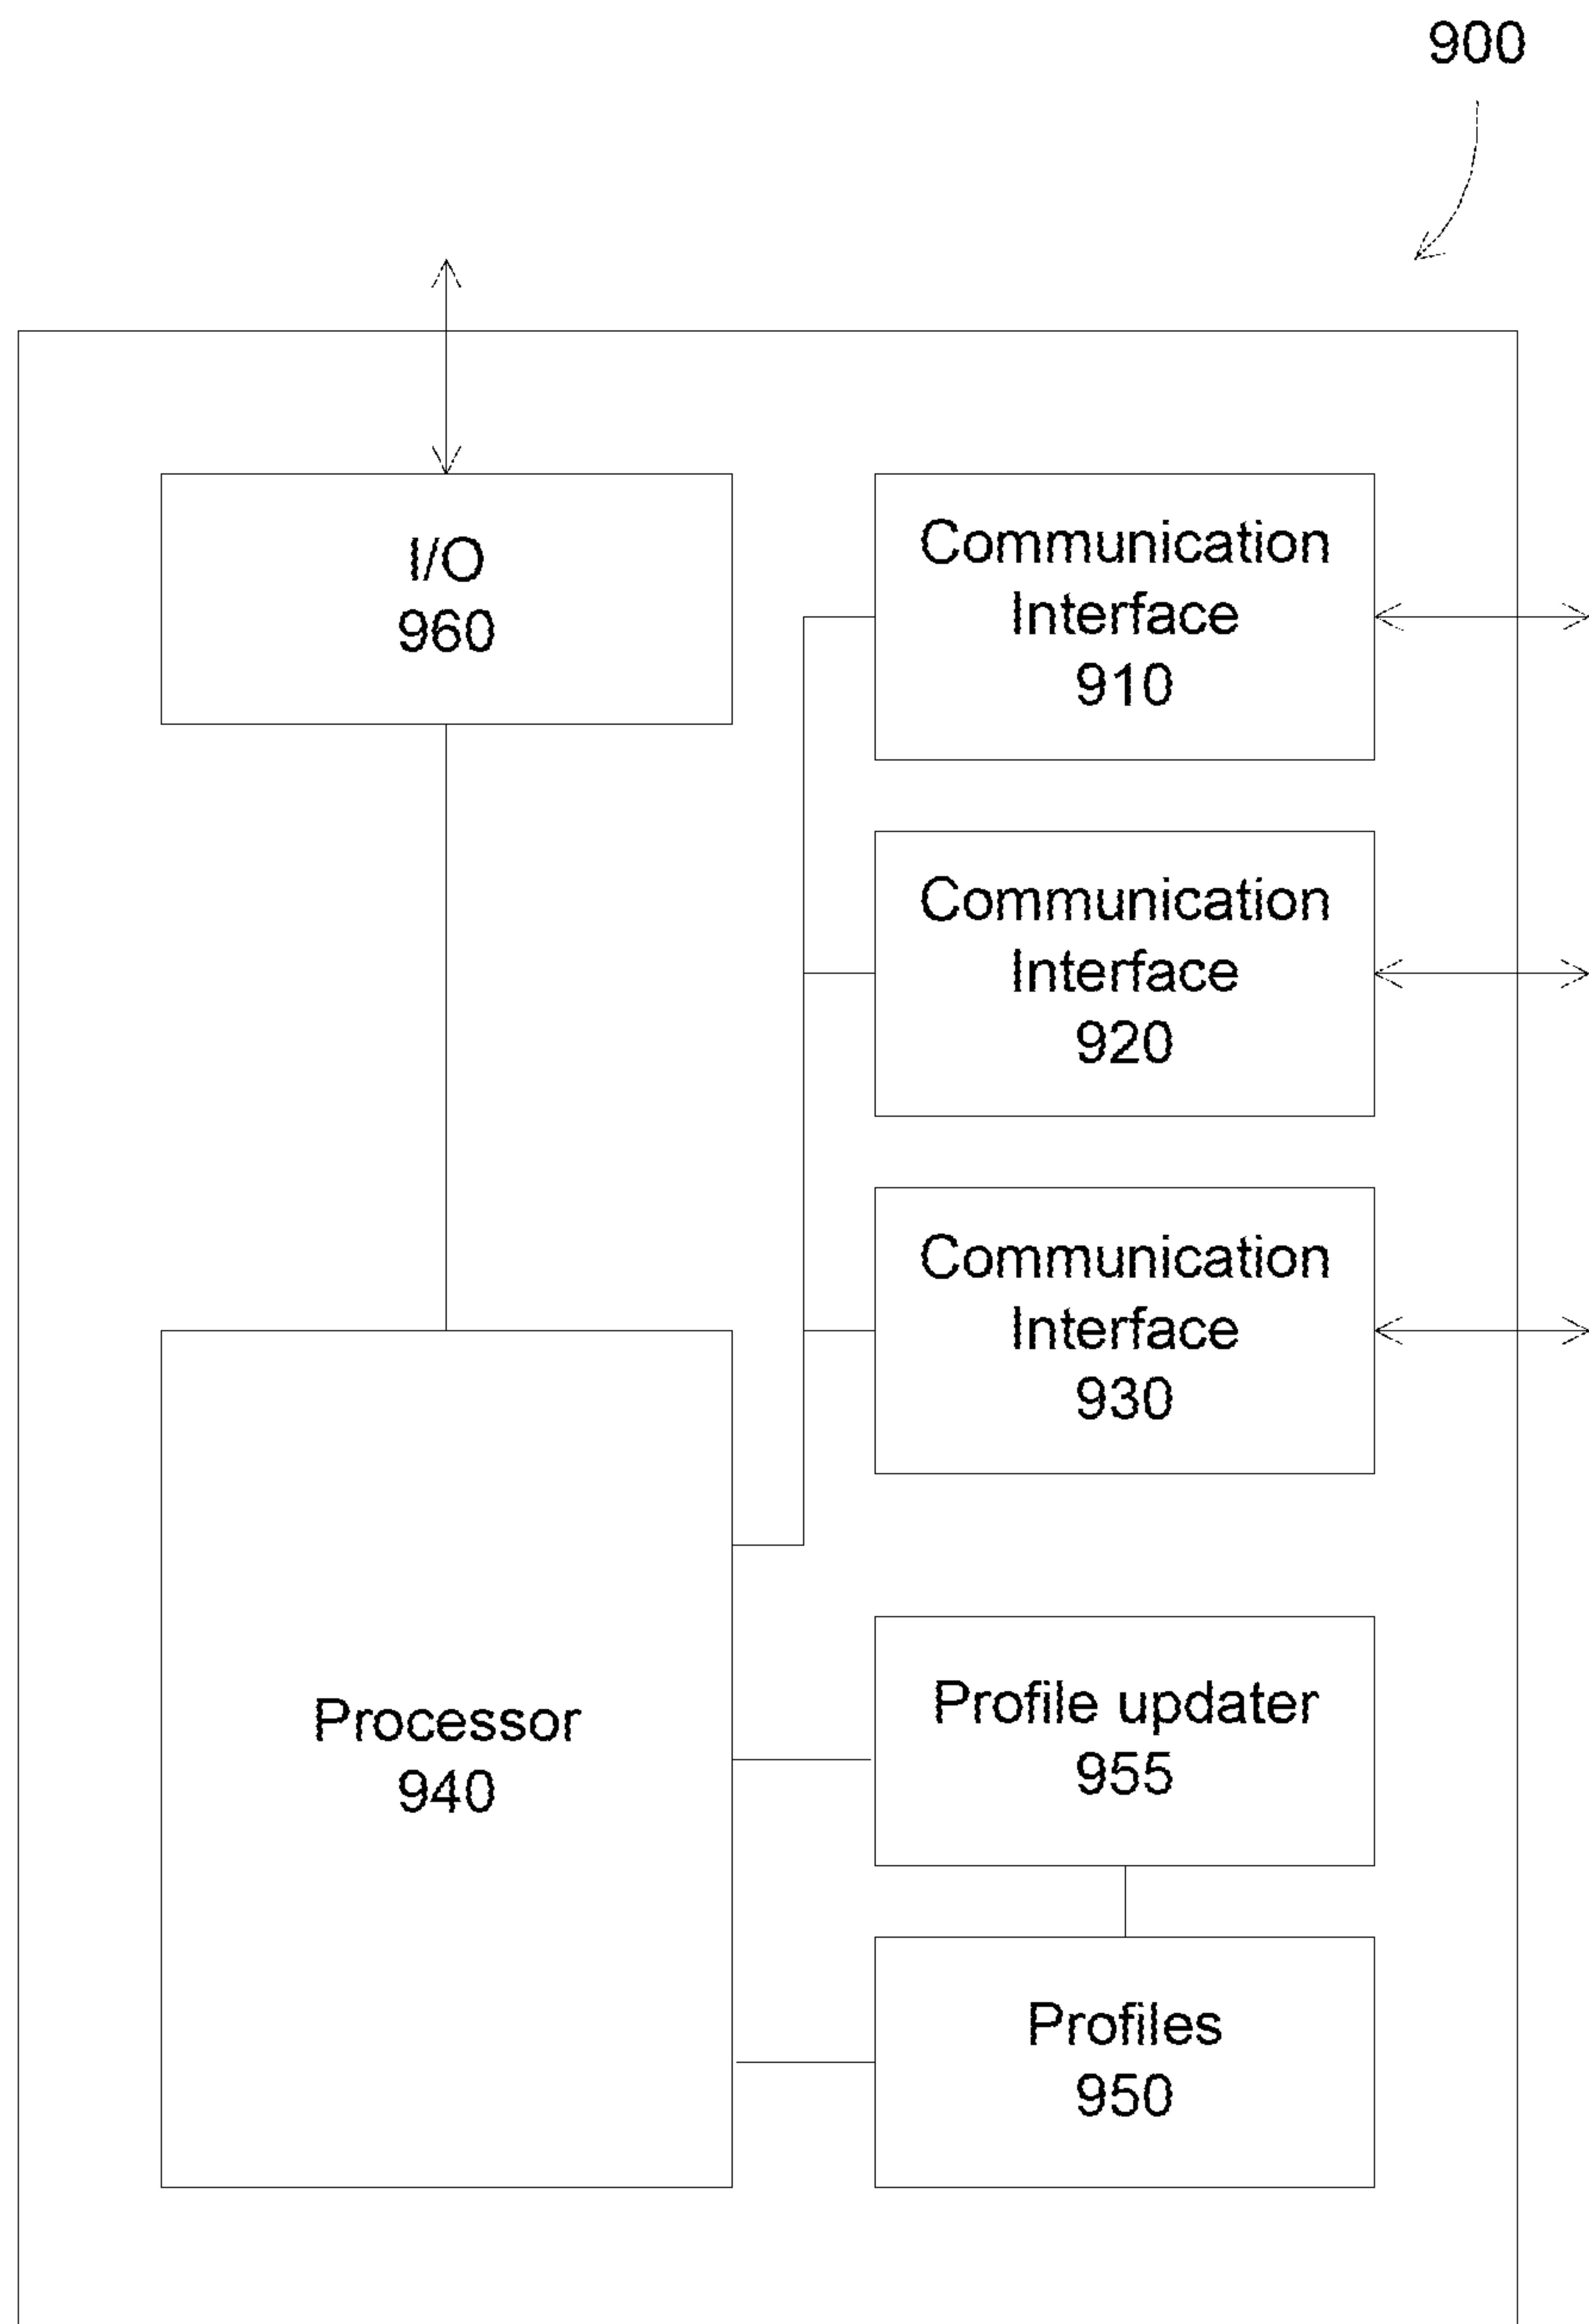 900
I/O
960
Communication
Interface
910
Communication
Interface
920
Communication
Interface
930
Processor
940
Profile updater
955
Profiles
950